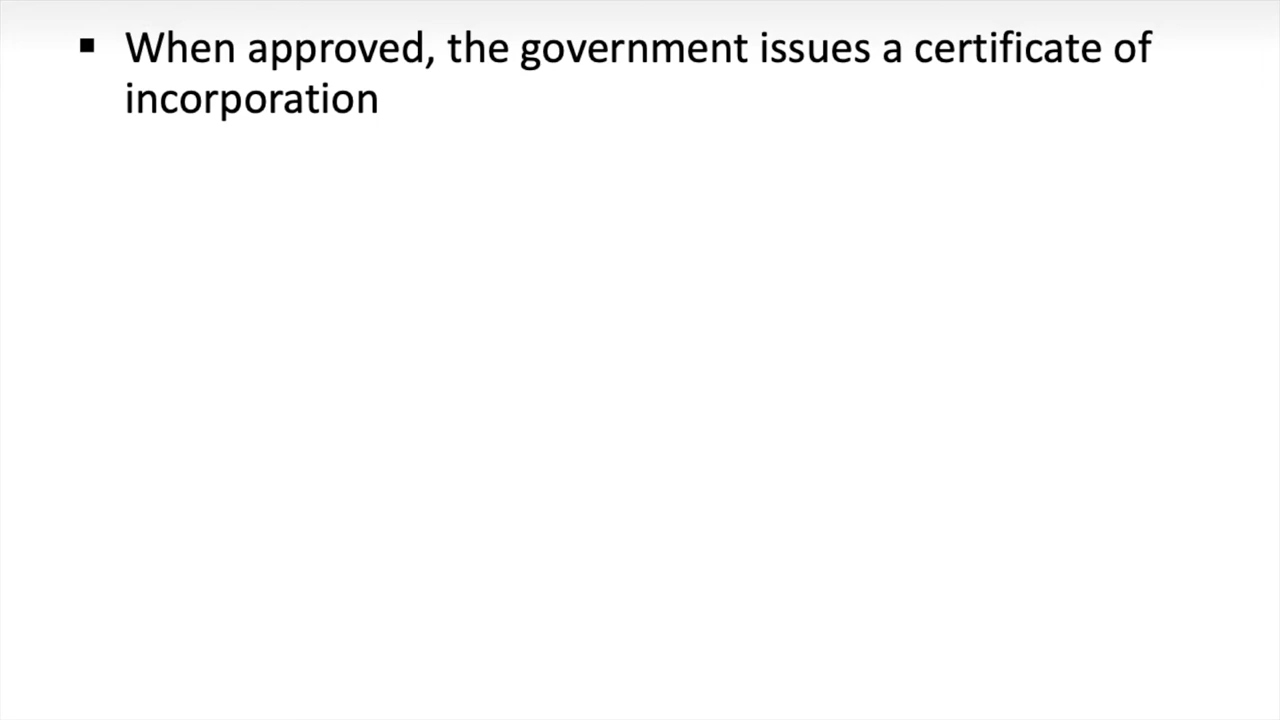 ▪ When approved, the government issues a certificate of
incorporation